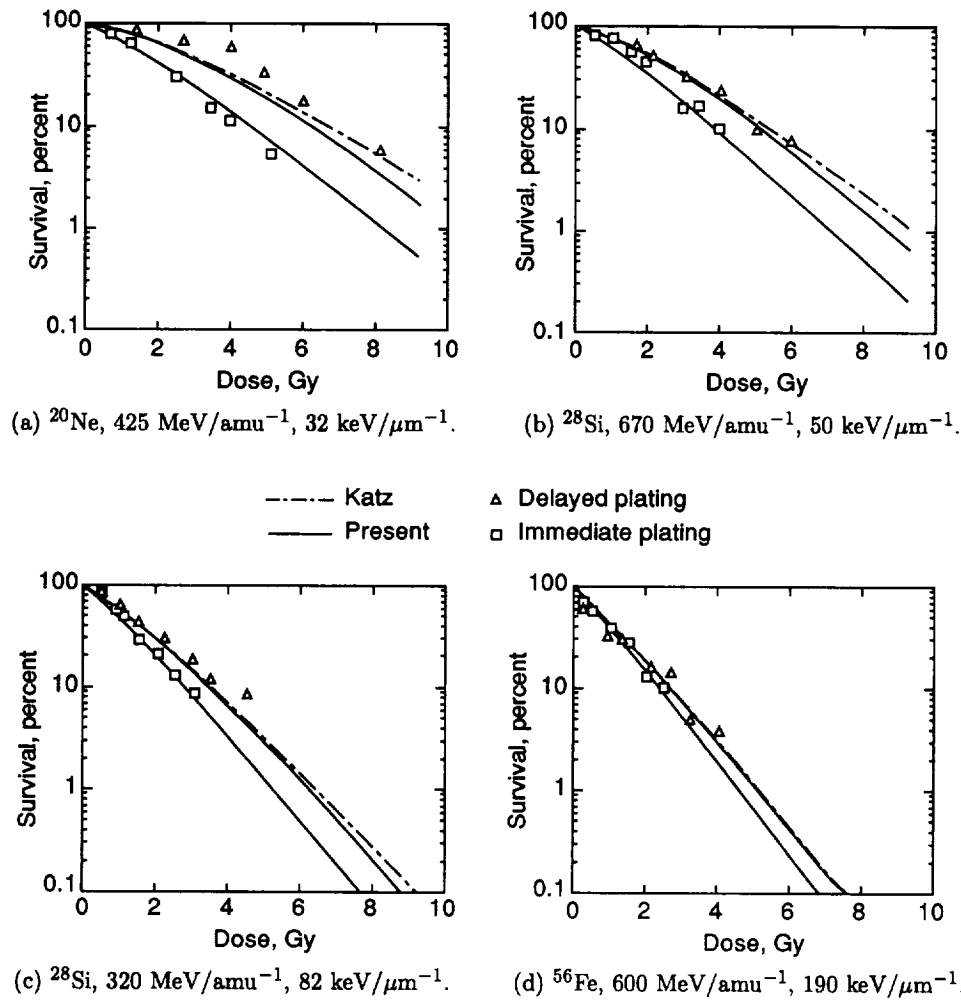 100
10
1
0.1
Survival, percent
0 2 4 6 8 10
Dose, Gy
(a) ²⁰Ne, 425 MeV/amu⁻¹, 32 keV/μm⁻¹.
100
10
1
0.1
Survival, percent
0 2 4 6 8 10
Dose, Gy
(b) ²⁸Si, 670 MeV/amu⁻¹, 50 keV/μm⁻¹.
Katz
Present
Delayed plating
Immediate plating
100
10
1
0.1
Survival, percent
0 2 4 6 8 10
Dose, Gy
(c) ²⁸Si, 320 MeV/amu⁻¹, 82 keV/μm⁻¹.
100
10
1
0.1
Survival, percent
0 2 4 6 8 10
Dose, Gy
(d) ⁵⁶Fe, 600 MeV/amu⁻¹, 190 keV/μm⁻¹.